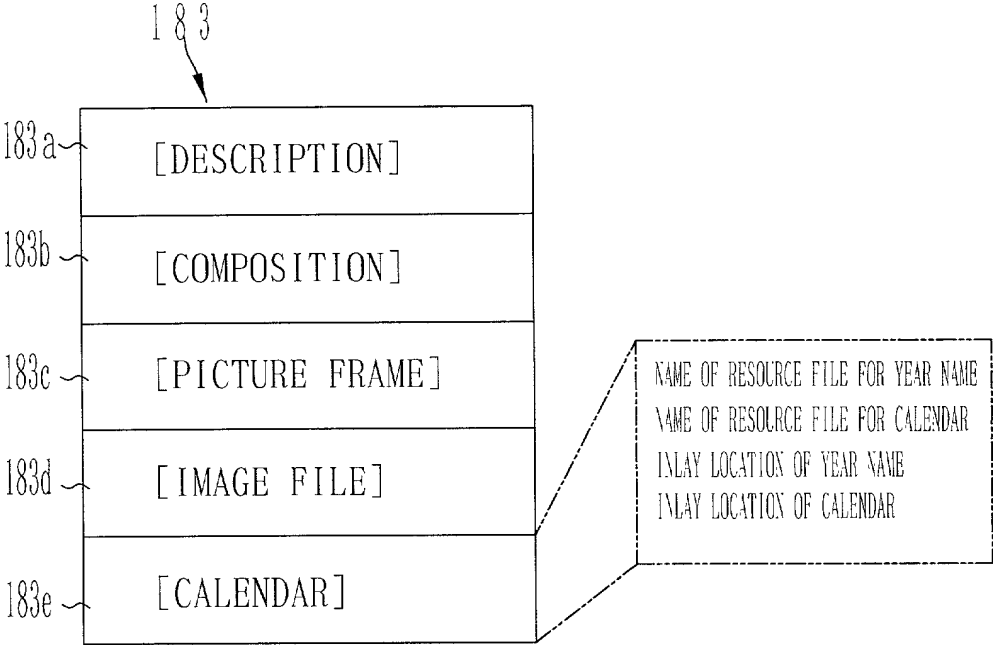 183
183a
[DESCRIPTION]
183b
[COMPOSITION]
183c
[PICTURE FRAME]
183d
[IMAGE FILE]
183e
[CALENDAR]
NAME OF RESOURCE FILE FOR YEAR NAME
NAME OF RESOURCE FILE FOR CALENDAR
INLAY LOCATION OF YEAR NAME
INLAY LOCATION OF CALENDAR